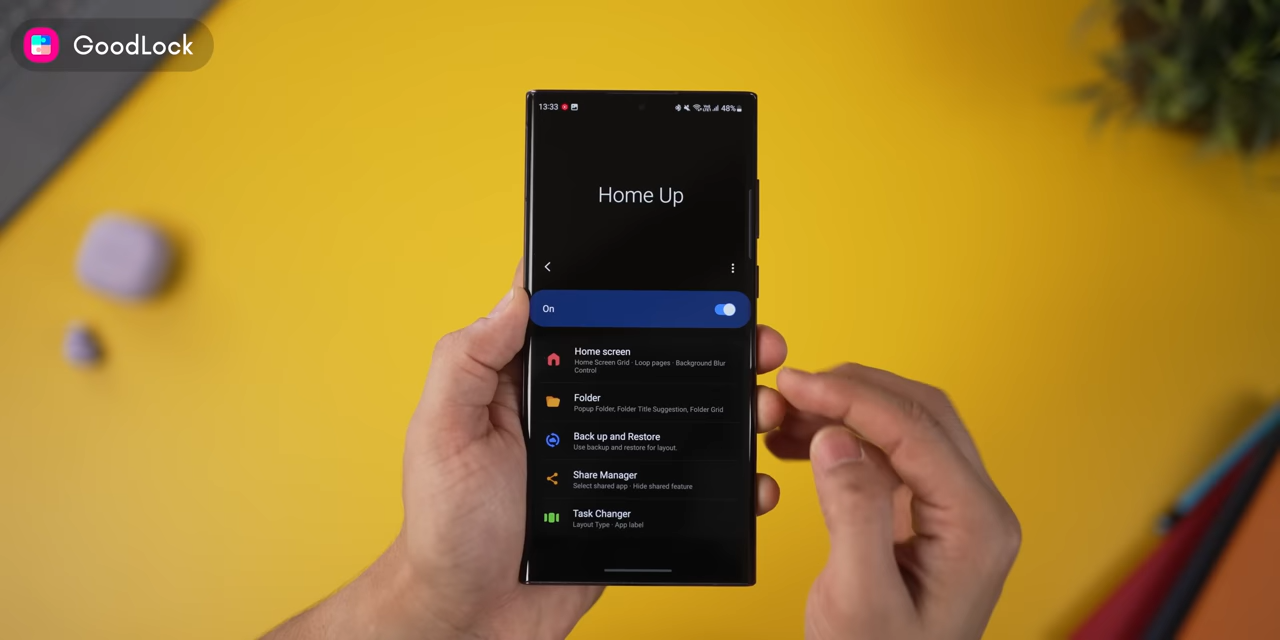 GoodLock
13:33
48%
Home Up
On
Home screen
Home Screen Grid · Loop pages · Background Blur
Control
Folder
Popup Folder, Folder Title Suggestion, Folder Grid
Back up and Restore
Use backup and restore for layout.
Share Manager
Select shared app · Hide shared feature
Task Changer
Layout Type · App label